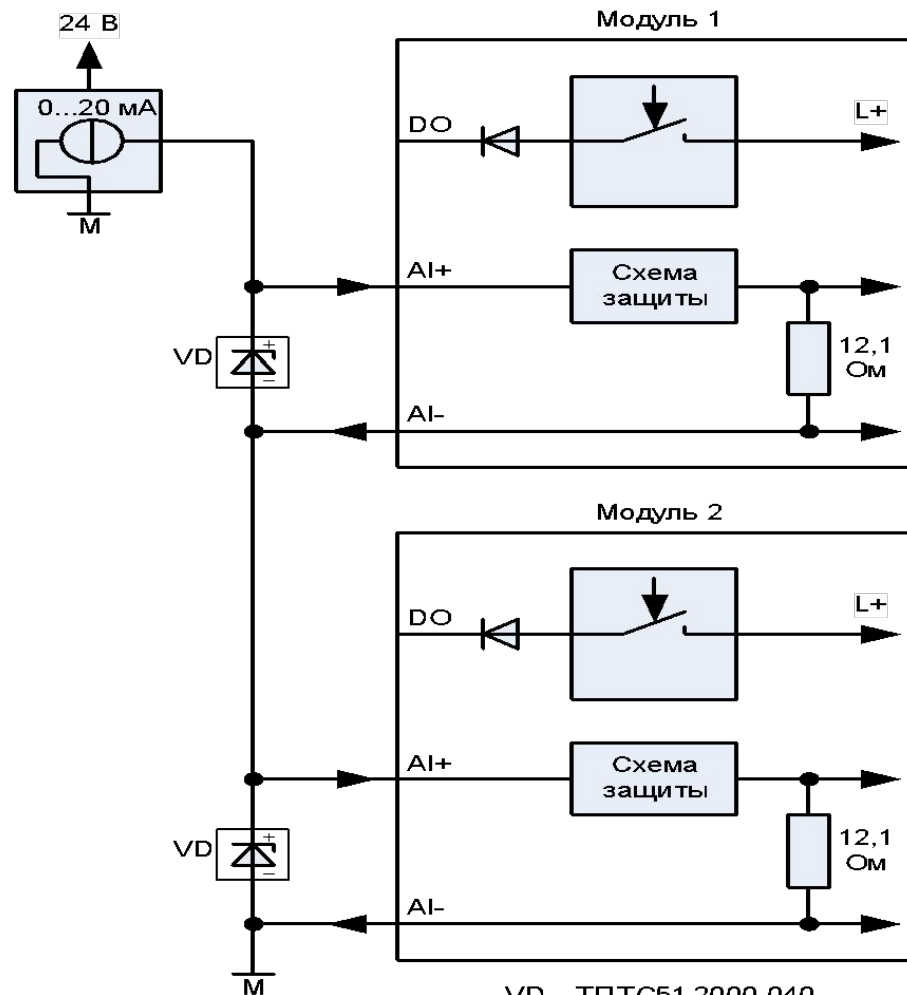 24 В
0...20 мА
M
Модуль 1
DO
L+
AI+
Схема
защиты
VD
+
–
12,1
Ом
AI-
Модуль 2
DO
L+
AI+
Схема
защиты
VD
+
–
12,1
Ом
AI-
M